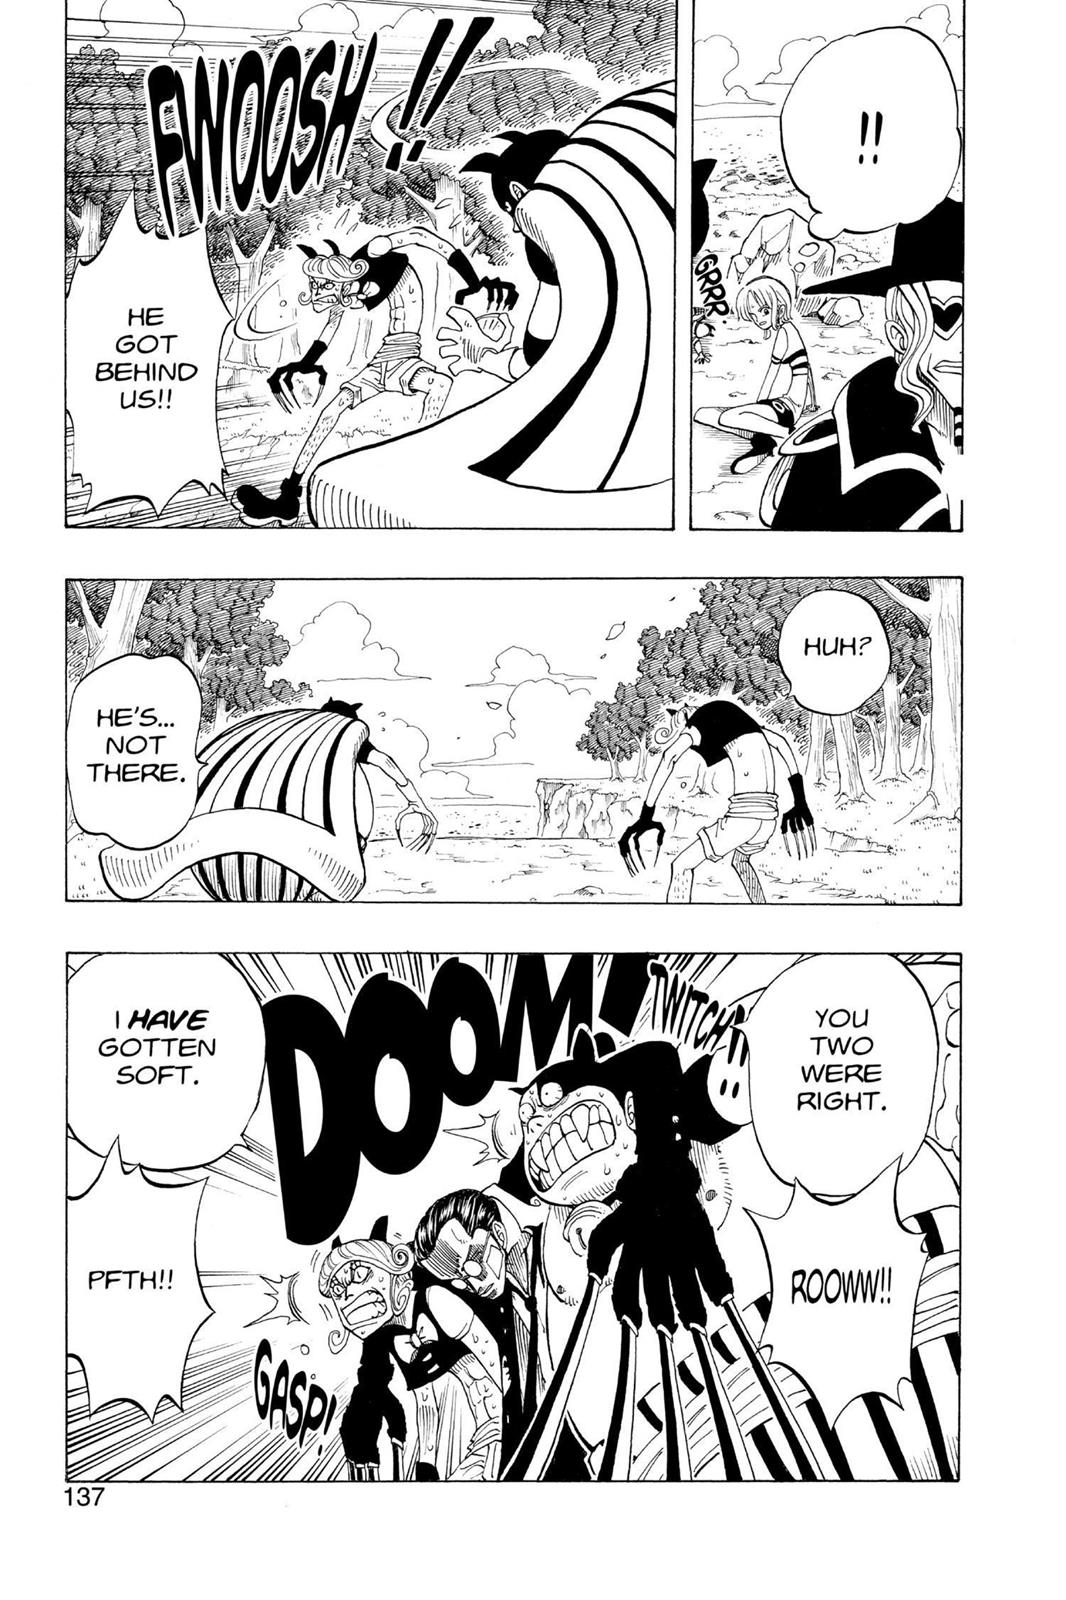 !!
GRRR.
FWOOSH!!
HE
GOT
BEHIND
US!!
HUH?
HE'S...
NOT
THERE.
YOU
TWO
WERE
RIGHT.
TWITCH!!
!!
DOOM!
I HAVE
GOTTEN
SOFT.
ROOWW!!
PFTH!!
GASP!
137